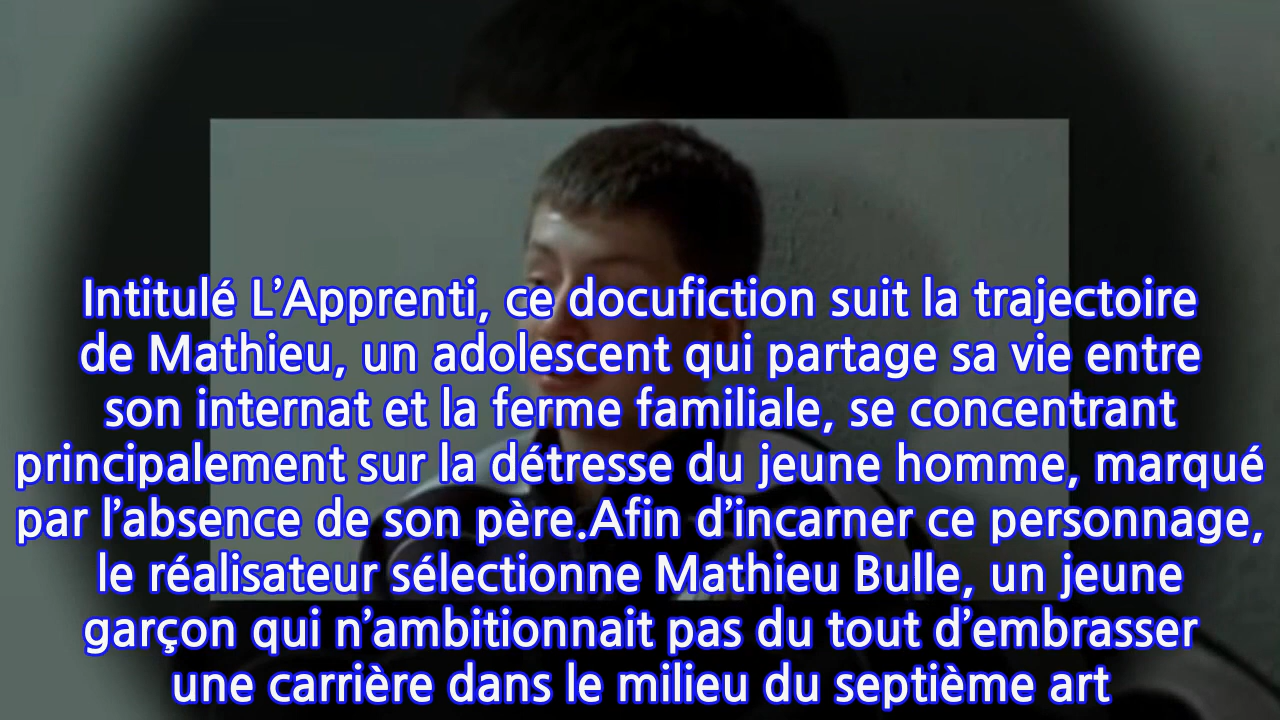 Intitulé L’Apprenti, ce docufiction suit la trajectoire
de Mathieu, un adolescent qui partage sa vie entre
son internat et la ferme familiale, se concentrant
principalement sur la détresse du jeune homme, marqué
par l’absence de son père.Afin d’incarner ce personnage,
le réalisateur sélectionne Mathieu Bulle, un jeune
garçon qui n’ambitionnait pas du tout d’embrasser
une carrière dans le milieu du septième art